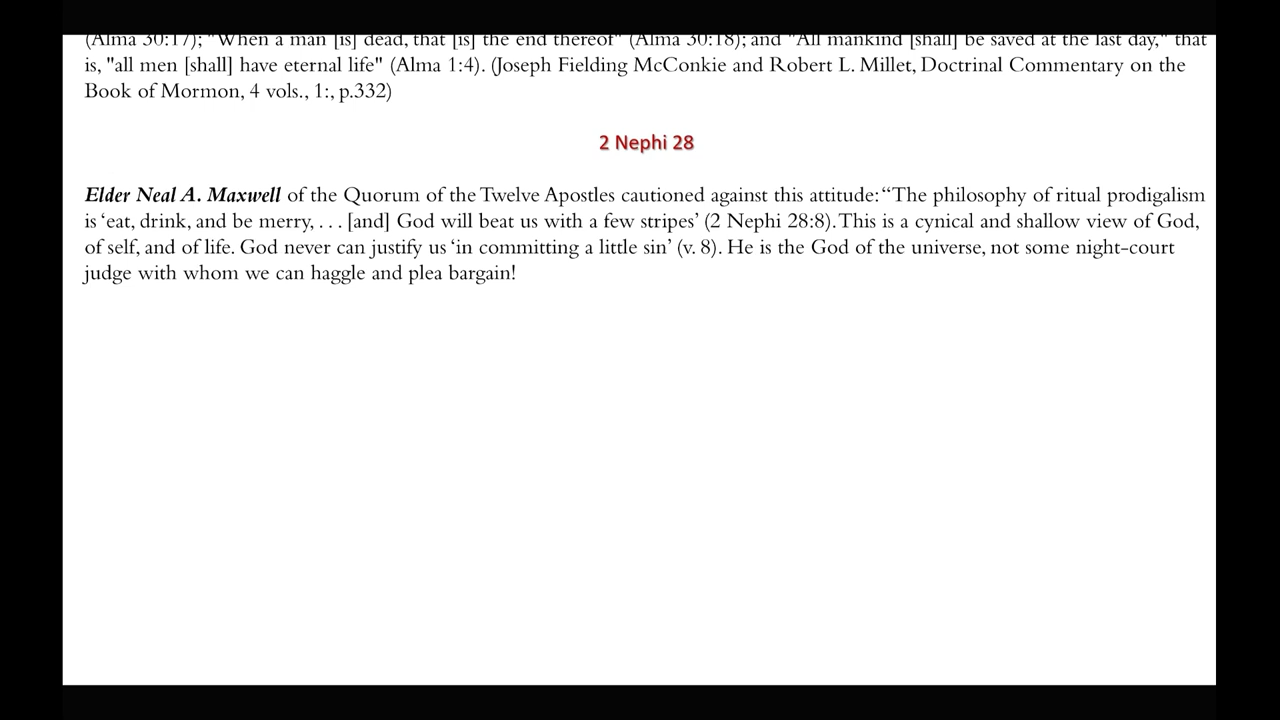 (Alma 30:17); "When a man [is] dead, that [is] the end thereof" (Alma 30:18); and "All mankind [shall] be saved at the last day," that
is, "all men [shall] have eternal life" (Alma 1:4). (Joseph Fielding McConkie and Robert L. Millet, Doctrinal Commentary on the
Book of Mormon, 4 vols., 1:, p.332)
2 Nephi 28
Elder Neal A. Maxwell of the Quorum of the Twelve Apostles cautioned against this attitude: “The philosophy of ritual prodigalism
is ‘eat, drink, and be merry, . . . [and] God will beat us with a few stripes’ (2 Nephi 28:8). This is a cynical and shallow view of God,
of self, and of life. God never can justify us ‘in committing a little sin’ (v. 8). He is the God of the universe, not some night-court
judge with whom we can haggle and plea bargain!